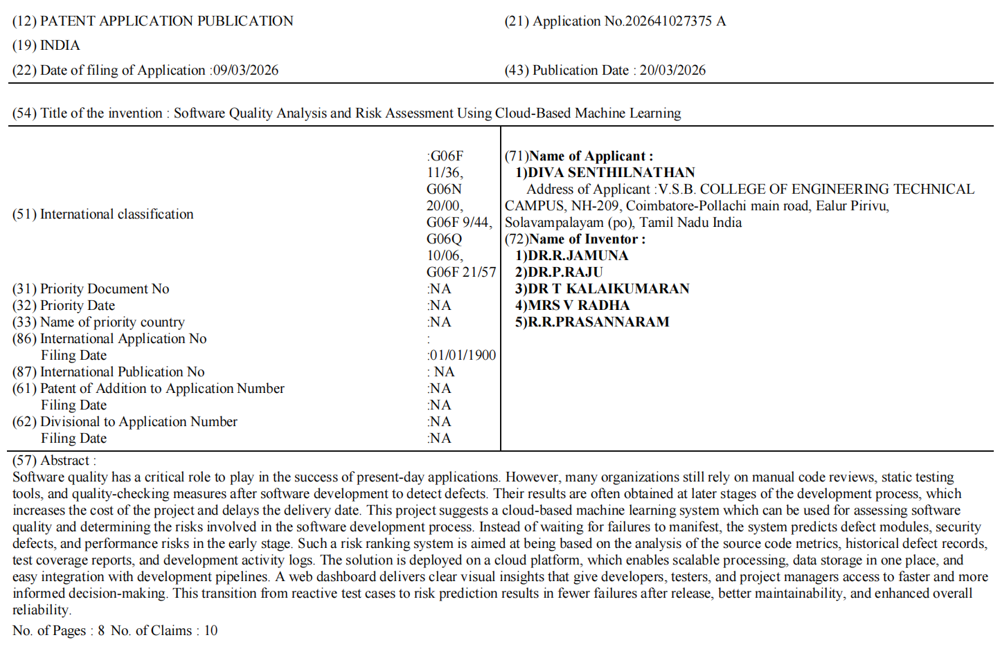 (12) PATENT APPLICATION PUBLICATION
(21) Application No.202641027375 A
(19) INDIA
(22) Date of filing of Application :09/03/2026
(43) Publication Date : 20/03/2026
(54) Title of the invention : Software Quality Analysis and Risk Assessment Using Cloud-Based Machine Learning
(51) International classification
:G06F
11/36,
G06N
20/00,
G06F 9/44,
G06Q
10/06,
G06F 21/57
(31) Priority Document No :NA
(32) Priority Date :NA
(33) Name of priority country :NA
(86) International Application No :
Filing Date :01/01/1900
(87) International Publication No : NA
(61) Patent of Addition to Application Number :NA
Filing Date :NA
(62) Divisional to Application Number :NA
Filing Date :NA
(71)Name of Applicant :
1)DIVA SENTHILNATHAN
Address of Applicant :V.S.B. COLLEGE OF ENGINEERING TECHNICAL
CAMPUS, NH-209, Coimbatore-Pollachi main road, Ealur Pirivu,
Solavampalayam (po), Tamil Nadu India
(72)Name of Inventor :
1)DR.R.JAMUNA
2)DR.P.RAJU
3)DR T KALAIKUMARAN
4)MRS V RADHA
5)R.R.PRASANNARAM
(57) Abstract :
Software quality has a critical role to play in the success of present-day applications. However, many organizations still rely on manual code reviews, static testing
tools, and quality-checking measures after software development to detect defects. Their results are often obtained at later stages of the development process, which
increases the cost of the project and delays the delivery date. This project suggests a cloud-based machine learning system which can be used for assessing software
quality and determining the risks involved in the software development process. Instead of waiting for failures to manifest, the system predicts defect modules, security
defects, and performance risks in the early stage. Such a risk ranking system is aimed at being based on the analysis of the source code metrics, historical defect records,
test coverage reports, and development activity logs. The solution is deployed on a cloud platform, which enables scalable processing, data storage in one place, and
easy integration with development pipelines. A web dashboard delivers clear visual insights that give developers, testers, and project managers access to faster and more
informed decision-making. This transition from reactive test cases to risk prediction results in fewer failures after release, better maintainability, and enhanced overall
reliability.
No. of Pages : 8 No. of Claims : 10